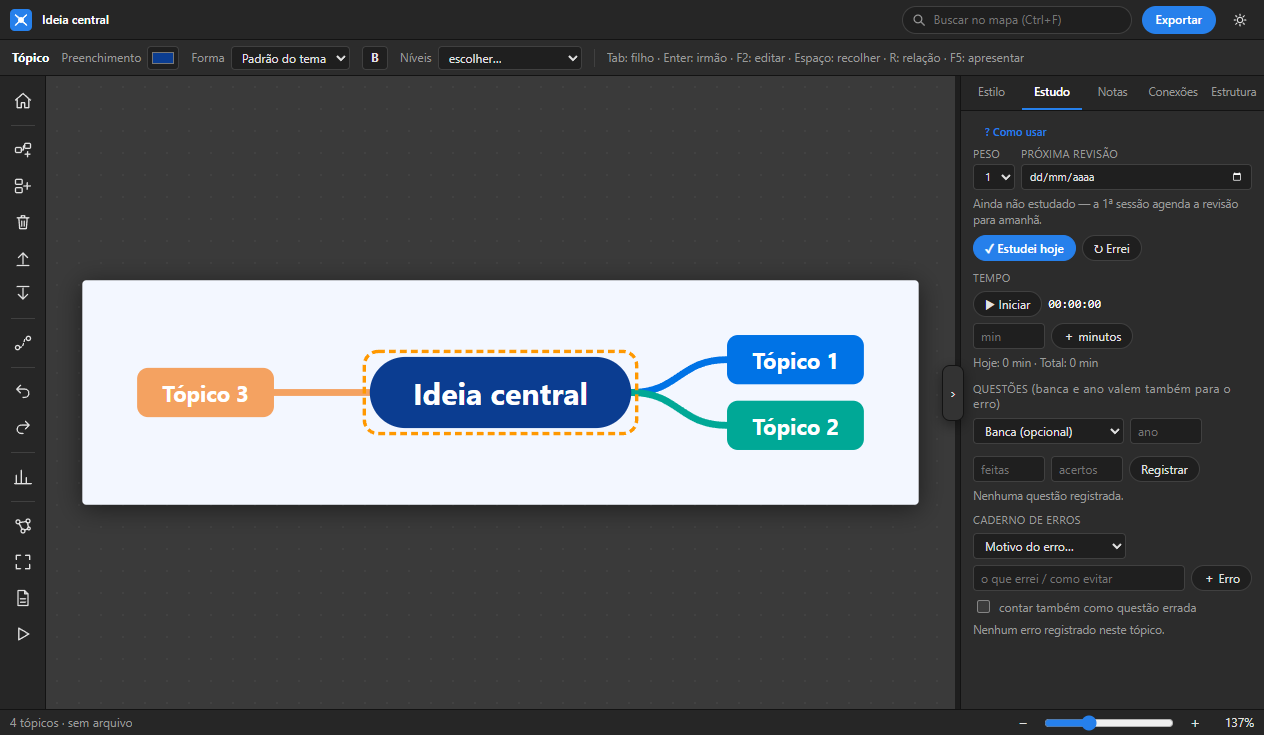 Ideia central
Buscar no mapa (Ctrl+F)
Exportar
Tópico
Preenchimento
Forma
Padrão do tema
B
Níveis
escolher...
Tab: filho · Enter: irmão · F2: editar · Espaço: recolher · R: relação · F5: apresentar
Estilo
Estudo
Notas
Conexões
Estrutura
? Como usar
PESO
PRÓXIMA REVISÃO
1
dd/mm/aaaa
Ainda não estudado — a 1ª sessão agenda a revisão
para amanhã.
✓ Estudei hoje
↻ Errei
TEMPO
▶ Iniciar
00:00:00
min
+ minutos
Hoje: 0 min · Total: 0 min
QUESTÕES (banca e ano valem também para o
erro)
Banca (opcional)
ano
feitas
acertos
Registrar
Nenhuma questão registrada.
CADERNO DE ERROS
Motivo do erro...
o que errei / como evitar
+ Erro
contar também como questão errada
Nenhum erro registrado neste tópico.
Tópico 3
Ideia central
Tópico 1
Tópico 2
›
4 tópicos · sem arquivo
−
+
137%